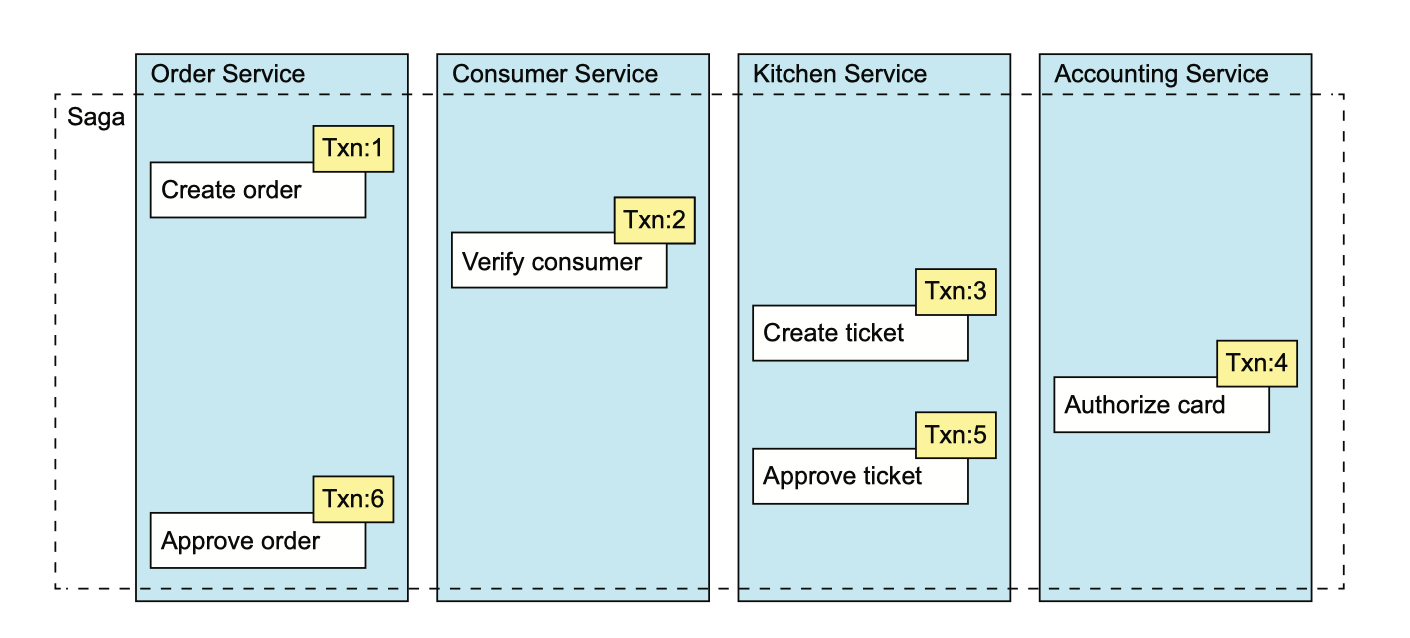 Order Service
Consumer Service
Kitchen Service
Accounting Service
Saga
Txn:1
Create order
Txn:2
Verify consumer
Txn:3
Create ticket
Txn:4
Authorize card
Txn:5
Approve ticket
Txn:6
Approve order